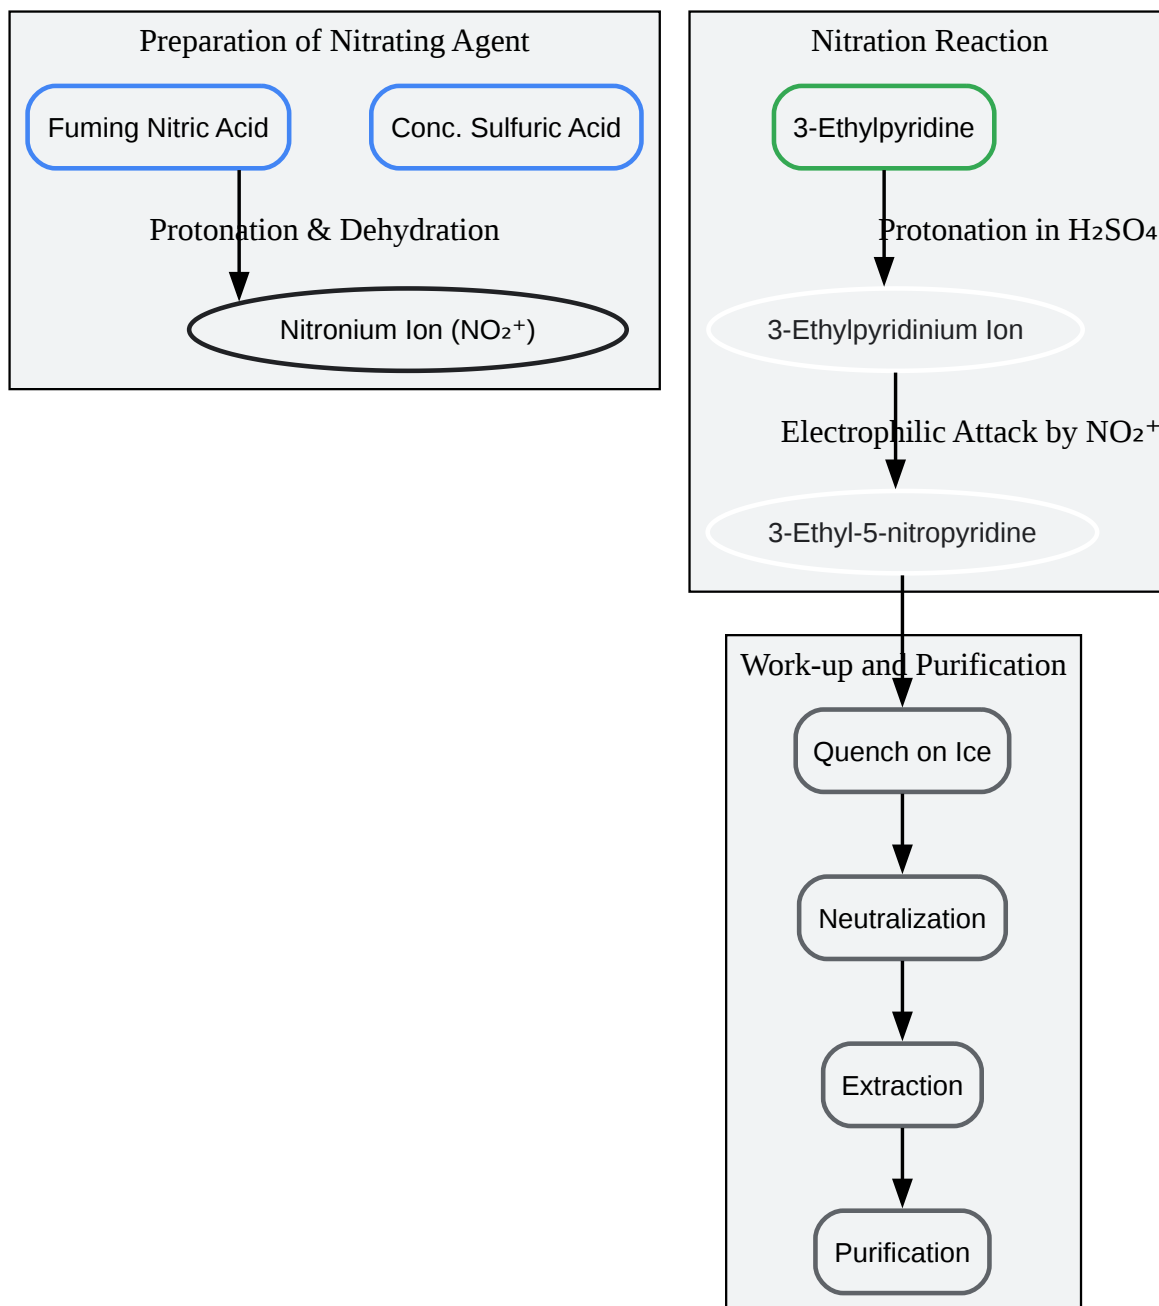 Preparation of Nitrating Agent
Fuming Nitric Acid
Conc. Sulfuric Acid
Protonation & Dehydration
Nitronium Ion (NO₂⁺)
Nitration Reaction
3-Ethylpyridine
Protonation in H₂SO₄
3-Ethylpyridinium Ion
Electrophilic Attack by NO₂⁺
3-Ethyl-5-nitropyridine
Work-up and Purification
Quench on Ice
Neutralization
Extraction
Purification